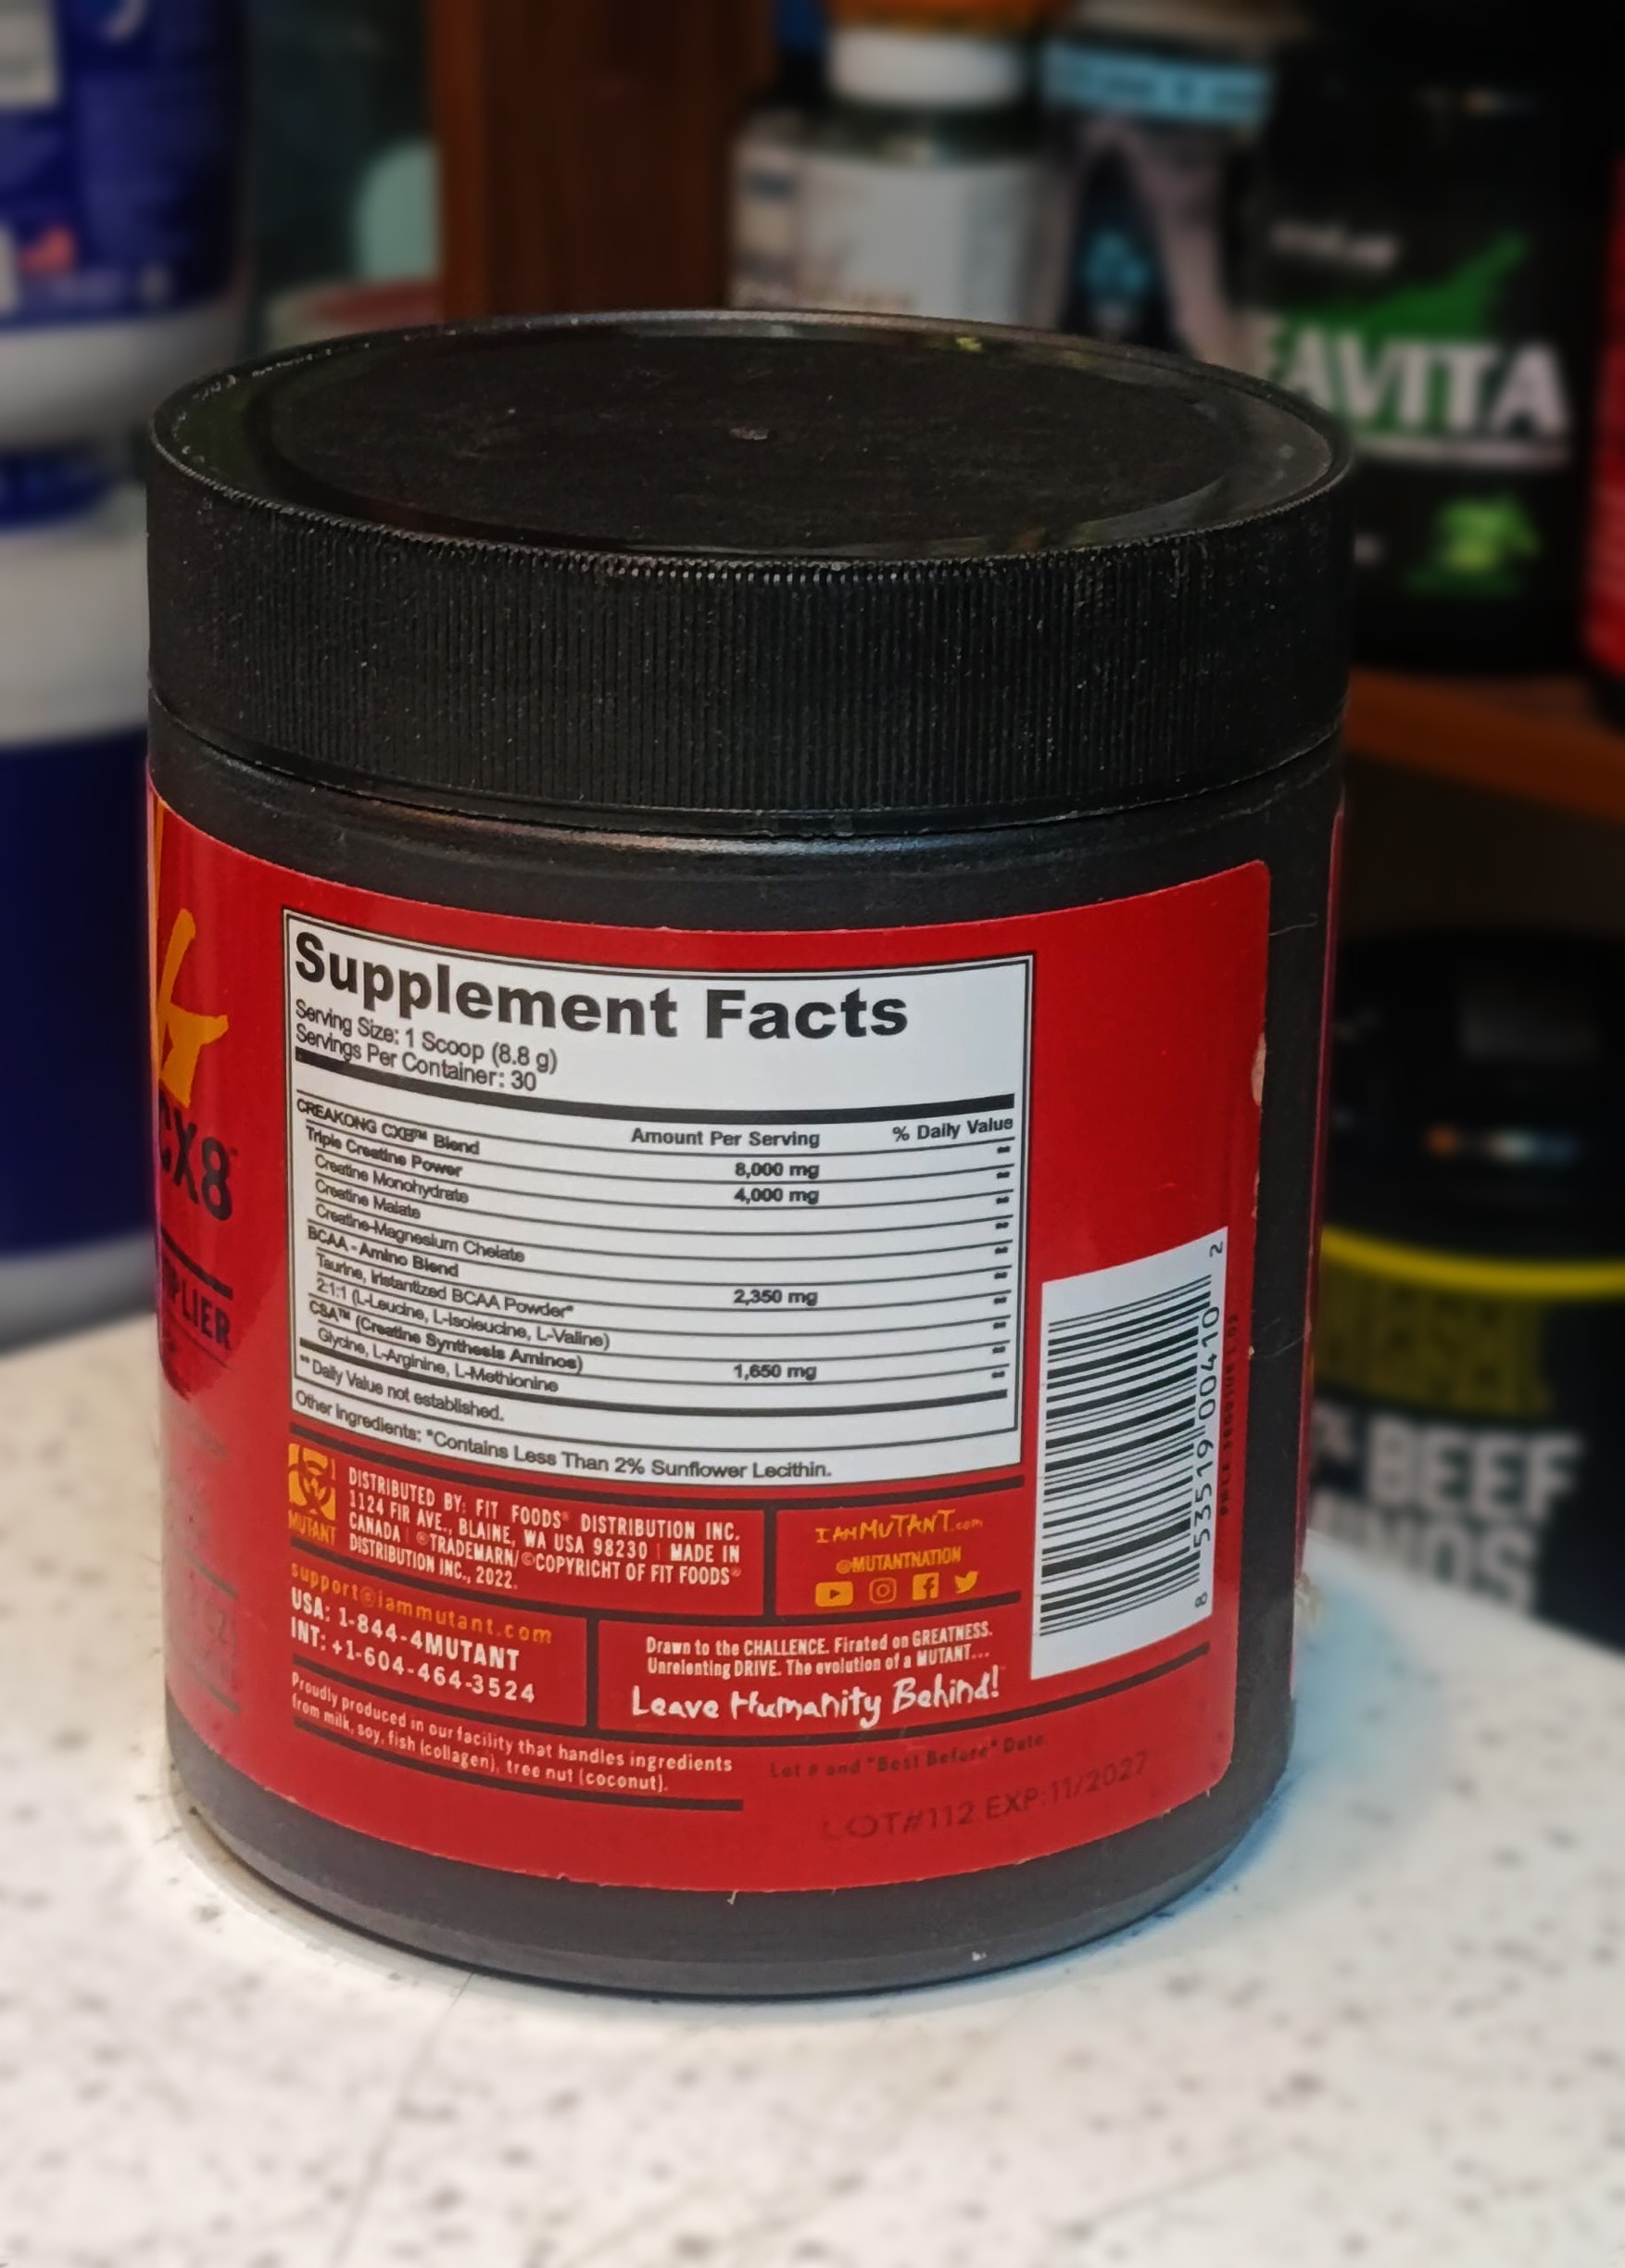 AVITA
CX8
PLIER
Supplement Facts
Serving Size: 1 Scoop (8.8 g)
Servings Per Container: 30
Amount Per Serving % Daily Value
CREAKONG CX8™ Blend 8,000 mg **
Triple Creatine Power 4,000 mg **
Creatine Monohydrate **
Creatine Malate **
Creatine-Magnesium Chelate **
BCAA - Amino Blend 2,350 mg **
Taurine, Instantized BCAA Powder* **
2:1:1 (L-Leucine, L-Isoleucine, L-Valine)
CSA™ (Creatine Synthesis Aminos) 1,650 mg **
Glycine, L-Arginine, L-Methionine **
** Daily Value not established.
Other Ingredients: *Contains Less Than 2% Sunflower Lecithin.
MUTANT
DISTRIBUTED BY: FIT FOODS® DISTRIBUTION INC.
1124 FIR AVE., BLAINE, WA USA 98230 | MADE IN
CANADA | ®TRADEMARN/©COPYRIGHT OF FIT FOODS®
DISTRIBUTION INC., 2022.
IAMMUTANT.com
@MUTANTNATION
support@iammutant.com
USA: 1-844-4MUTANT
INT: +1-604-464-3524
Drawn to the CHALLENCE. Firated on GREATNESS.
Unrelenting DRIVE. The evolution of a MUTANT...
Leave Humanity Behind!
Proudly produced in our facility that handles ingredients
from milk, soy, fish (collagen), tree nut (coconut).
Lot # and "Best Before" Date.
LOT#112 EXP:11/2027
8 53519 00410 2
BEEF